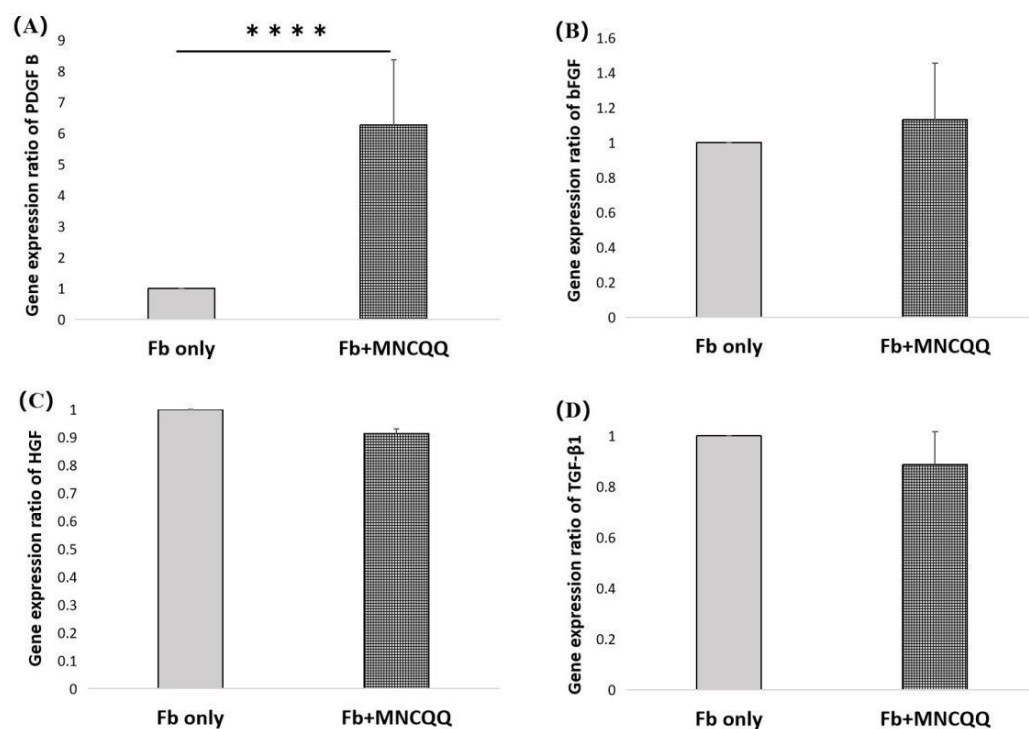 (A)
Gene expression ratio of PDGF B
9
8
7
6
5
4
3
2
1
0
****
Fb only
Fb+MNCQQ
(B)
Gene expression ratio of bFGF
1.6
1.4
1.2
1
0.8
0.6
0.4
0.2
0
Fb only
Fb+MNCQQ
(C)
Gene expression ratio of HGF
1
0.9
0.8
0.7
0.6
0.5
0.4
0.3
0.2
0.1
0
Fb only
Fb+MNCQQ
(D)
Gene expression ratio of TGF-β1
1
0.8
0.6
0.4
0.2
0
Fb only
Fb+MNCQQ